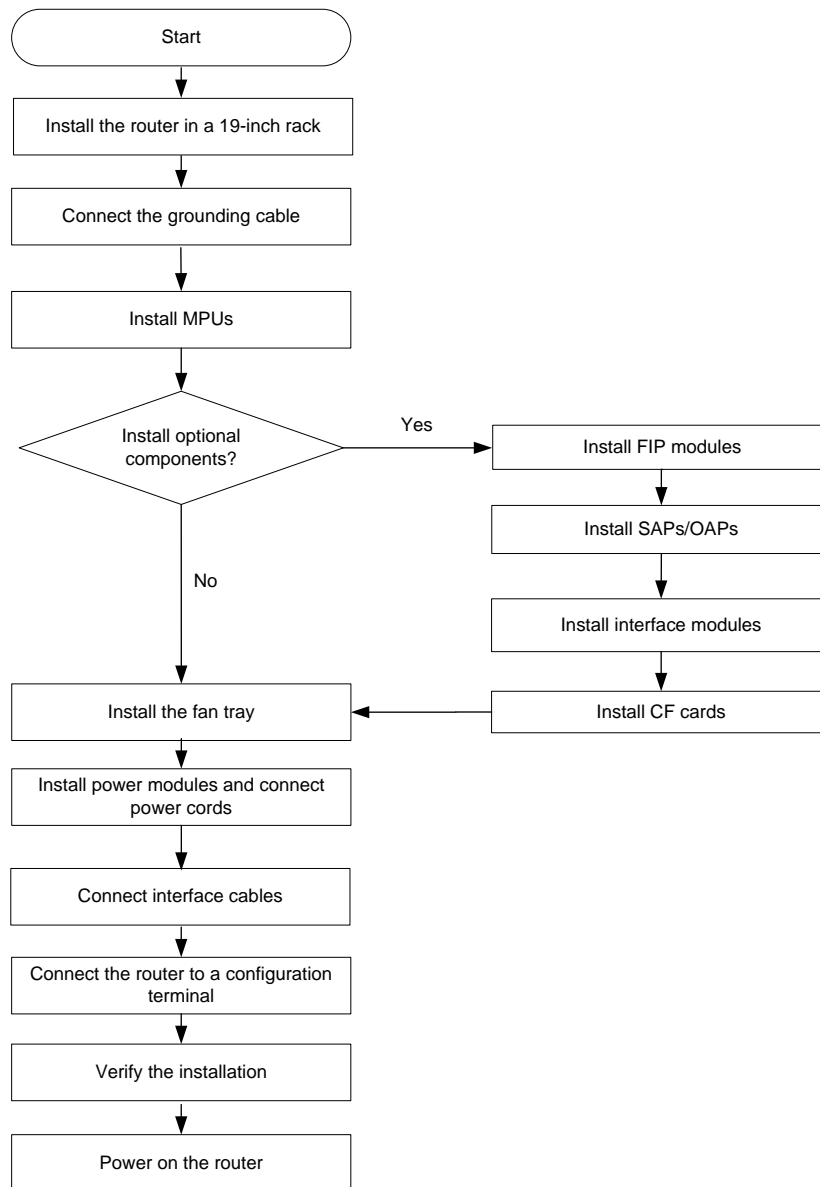 Start
Install the router in a 19-inch rack
Connect the grounding cable
Install MPUs
Install optional
components?
Yes
Install FIP modules
Install SAPs/OAPs
Install interface modules
Install CF cards
No
Install the fan tray
Install power modules and connect
power cords
Connect interface cables
Connect the router to a configuration
terminal
Verify the installation
Power on the router